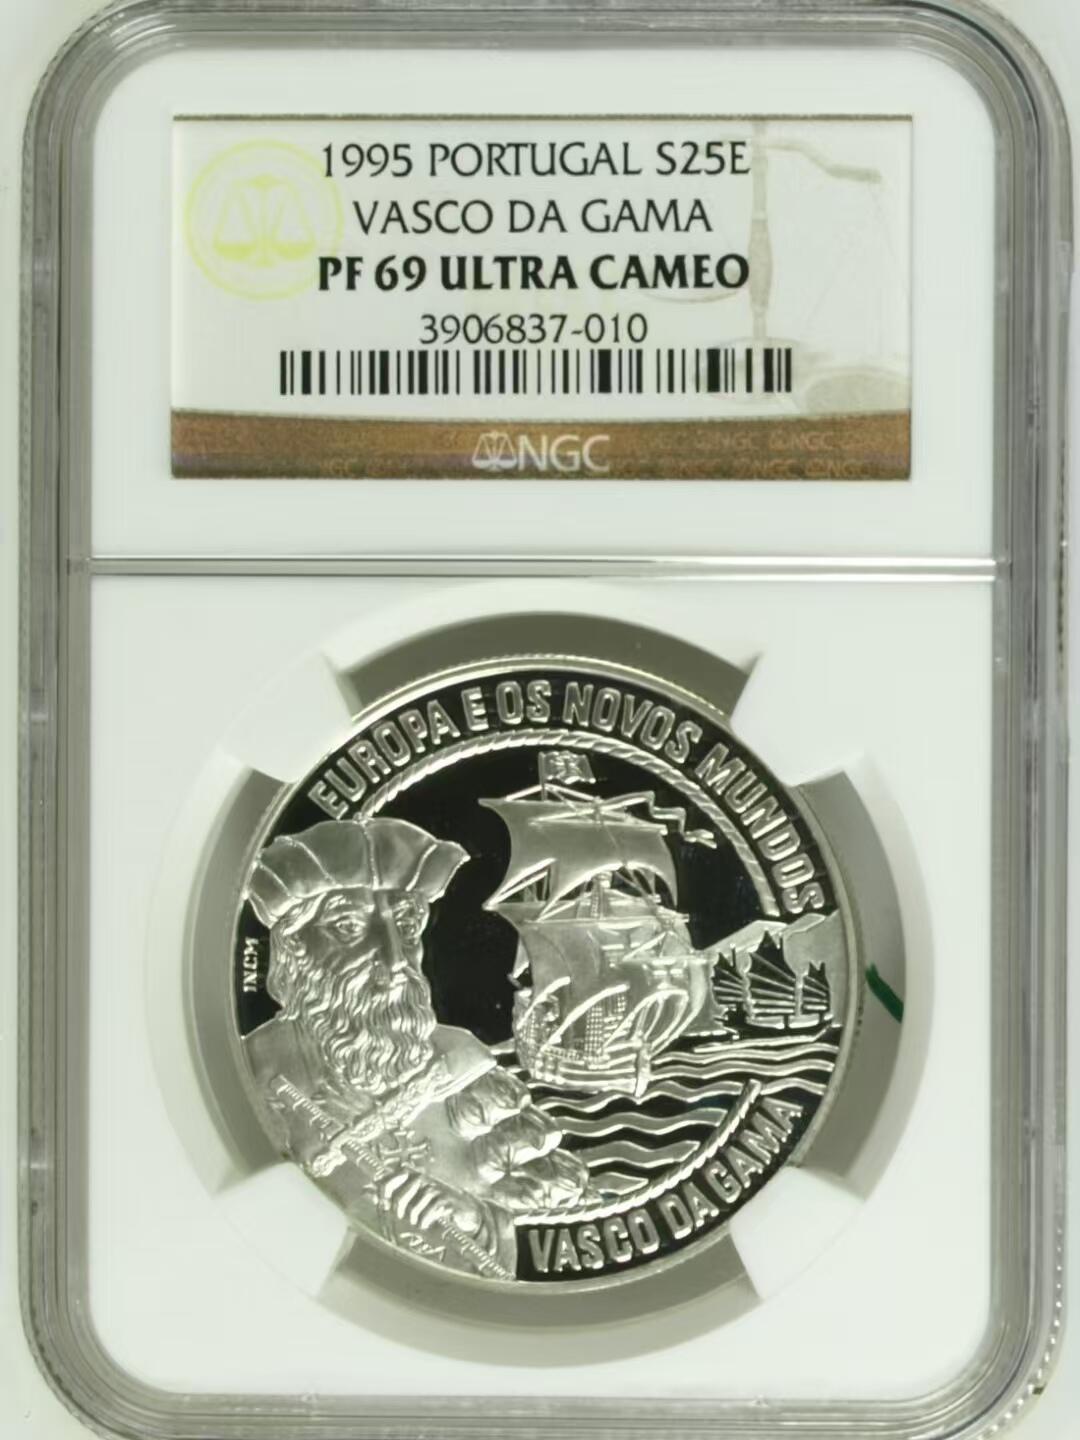 1995 PORTUGAL S25E
VASCO DA GAMA
PF 69 ULTRA CAMEO
3906837-010
NGC
EUROPA E OS NOVOS MUNDOS
INCM
VASCO DA GAMA